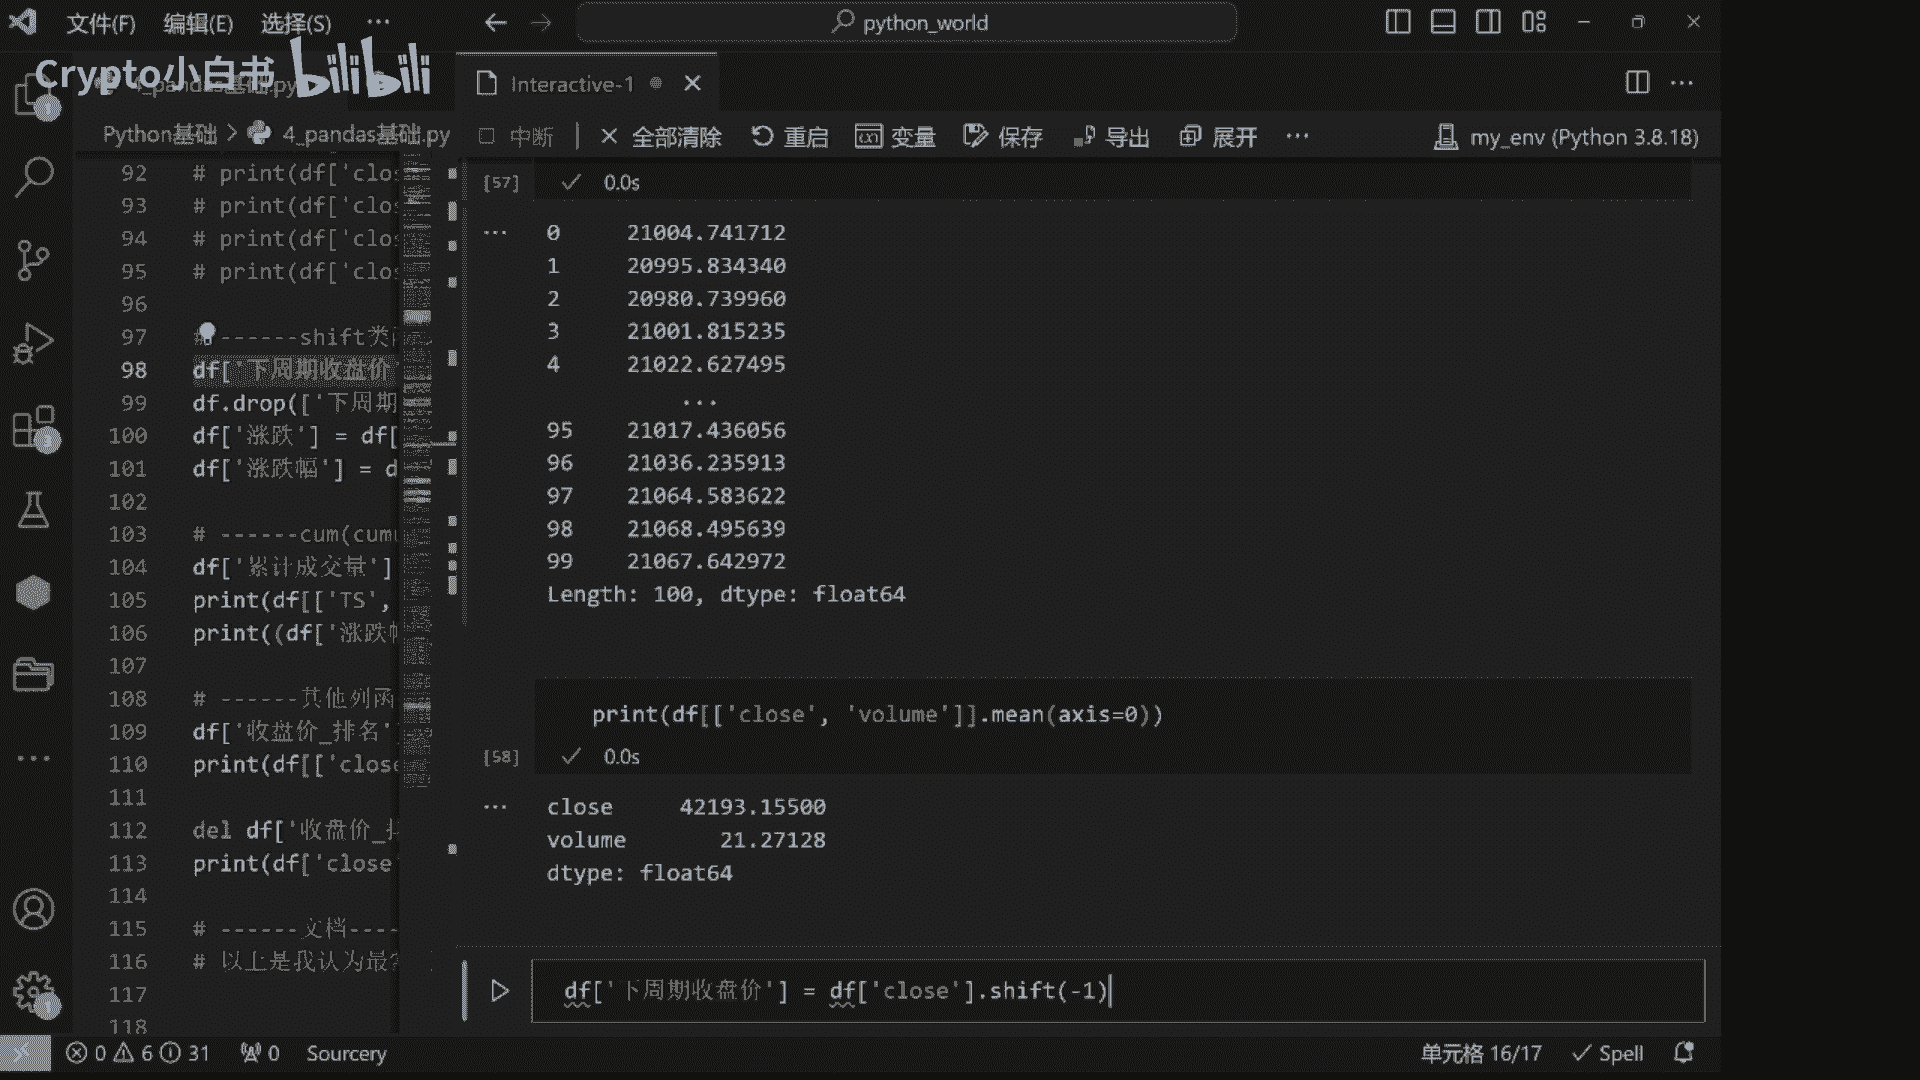 文件(F) 编辑(E) 选择(S) ··· python_world
Crypto小白书 bilibili
4_pandas基础.py Interactive-1
Python基础 > 4_pandas基础.py
中断 | 全部清除 重启 变量 保存 导出 展开 ··· my_env (Python 3.8.18)
92 # print(df['clo
93 # print(df['clo
94 # print(df['clo
95 # print(df['clo
96
97 # ------shift类
98 df['下周期收盘价'
99 df.drop(['下周期
100 df['涨跌'] = df[
101 df['涨跌幅'] = d
102
103 # ------cum(cum
104 df['累计成交量']
105 print(df[['TS',
106 print((df['涨跌幅
107
108 # ------其他列函
109 df['收盘价_排名'
110 print(df[['close
111
112 del df['收盘价_排
113 print(df['close'
114
115 # ------文档----
116 # 以上是我认为最
117
118
[57] 0.0s
0 21004.741712
1 20995.834340
2 20980.739960
3 21001.815235
4 21022.627495
...
95 21017.436056
96 21036.235913
97 21064.583622
98 21068.495639
99 21067.642972
Length: 100, dtype: float64
print(df[['close', 'volume']].mean(axis=0))
[58] 0.0s
close 42193.15500
volume 21.27128
dtype: float64
df['下周期收盘价'] = df['close'].shift(-1)
0 6 31 0 Sourcery 单元格 16/17 Spell